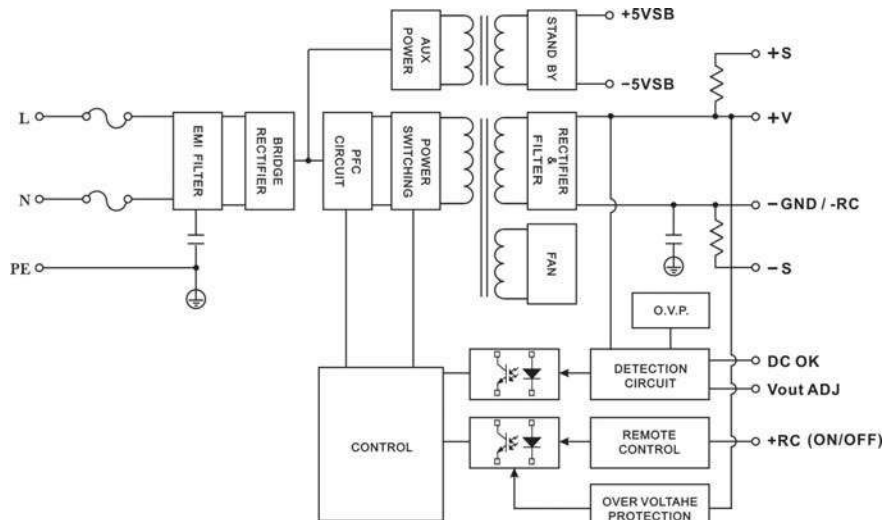 +5VSB
AUX
POWER
STAND BY
−5VSB
+S
L
EMI FILTER
BRIDGE
RECTIFIER
PFC
CIRCUIT
POWER
SWITCHING
RECTIFIER
&
FILTER
+V
N
−GND / -RC
PE
FAN
−S
O.V.P.
DETECTION
CIRCUIT
DC OK
Vout ADJ
CONTROL
REMOTE
CONTROL
+RC (ON/OFF)
OVER VOLTAHE
PROTECTION